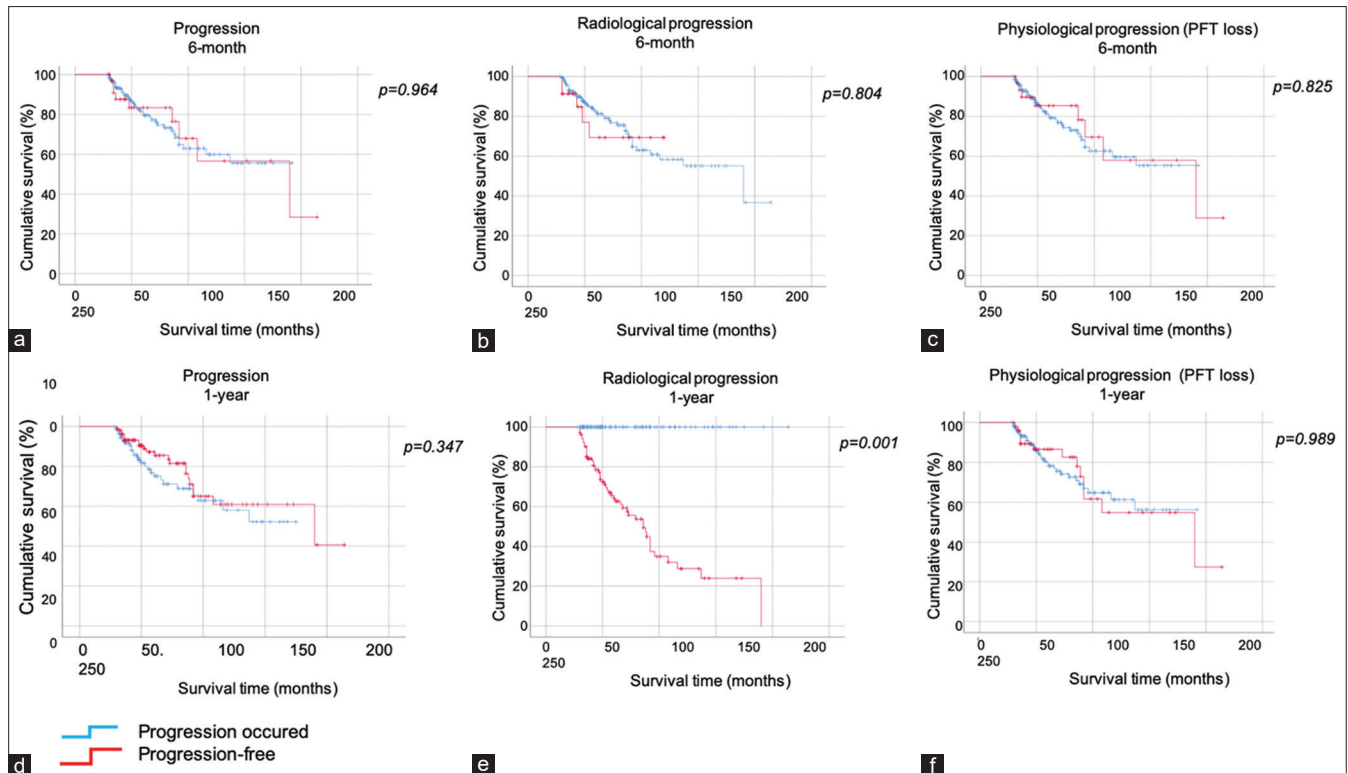 Progression
6-month
p=0.964
Cumulative survival (%)
100
80
60
40
20
0
0 50 100 150 200
250
Survival time (months)
a
Radiological progression
6-month
p=0.804
Cumulative survival (%)
100
80
60
40
20
0
0 50 100 150 200
250
Survival time (months)
b
Physiological progression (PFT loss)
6-month
p=0.825
Cumulative survival (%)
100
80
60
40
20
0
0 50 100 150 200
250
Survival time (months)
c
Progression
1-year
p=0.347
Cumulative survival (%)
10
0
80
60
40
20
0
0 50. 100 150 200
250
Survival time (months)
Progression occured
Progression-free
d
Radiological progression
1-year
p=0.001
Cumulative survival (%)
100
80
60
40
20
0
0 50 100 150 200
250
Survival time (months)
e
Physiological progression (PFT loss)
1-year
p=0.989
Cumulative survival (%)
100
80
60
40
20
0
0 50 100 150 200
250
Survival time (months)
f